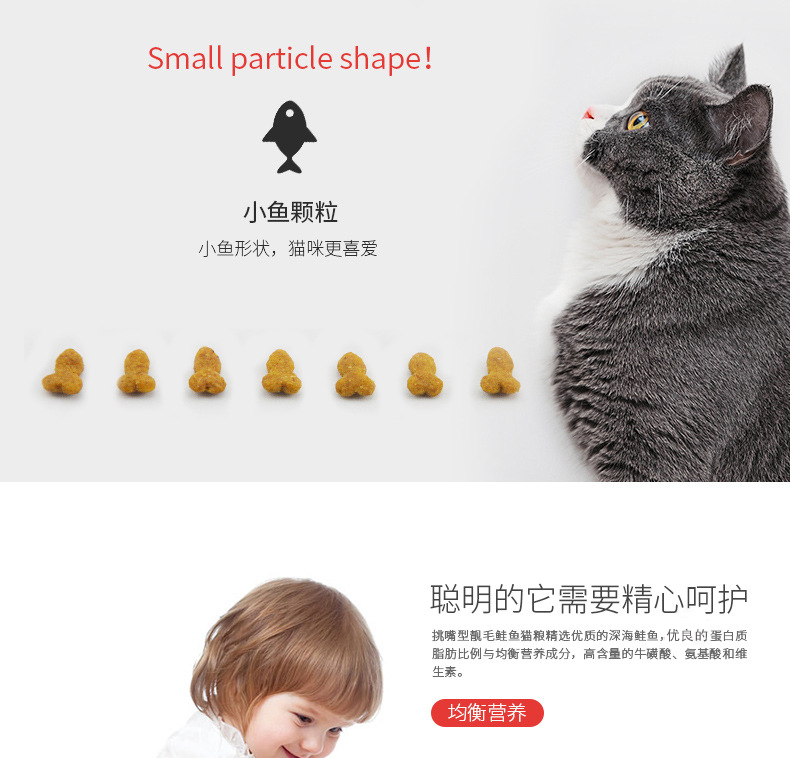 Small particle shape!
小鱼颗粒
小鱼形状，猫咪更喜爱
聪明的它需要精心呵护
挑嘴型靓毛鲑鱼猫粮精选优质的深海鲑鱼，优良的蛋白质
脂肪比例与均衡营养成分，高含量的牛磺酸、氨基酸和维
生素。
均衡营养